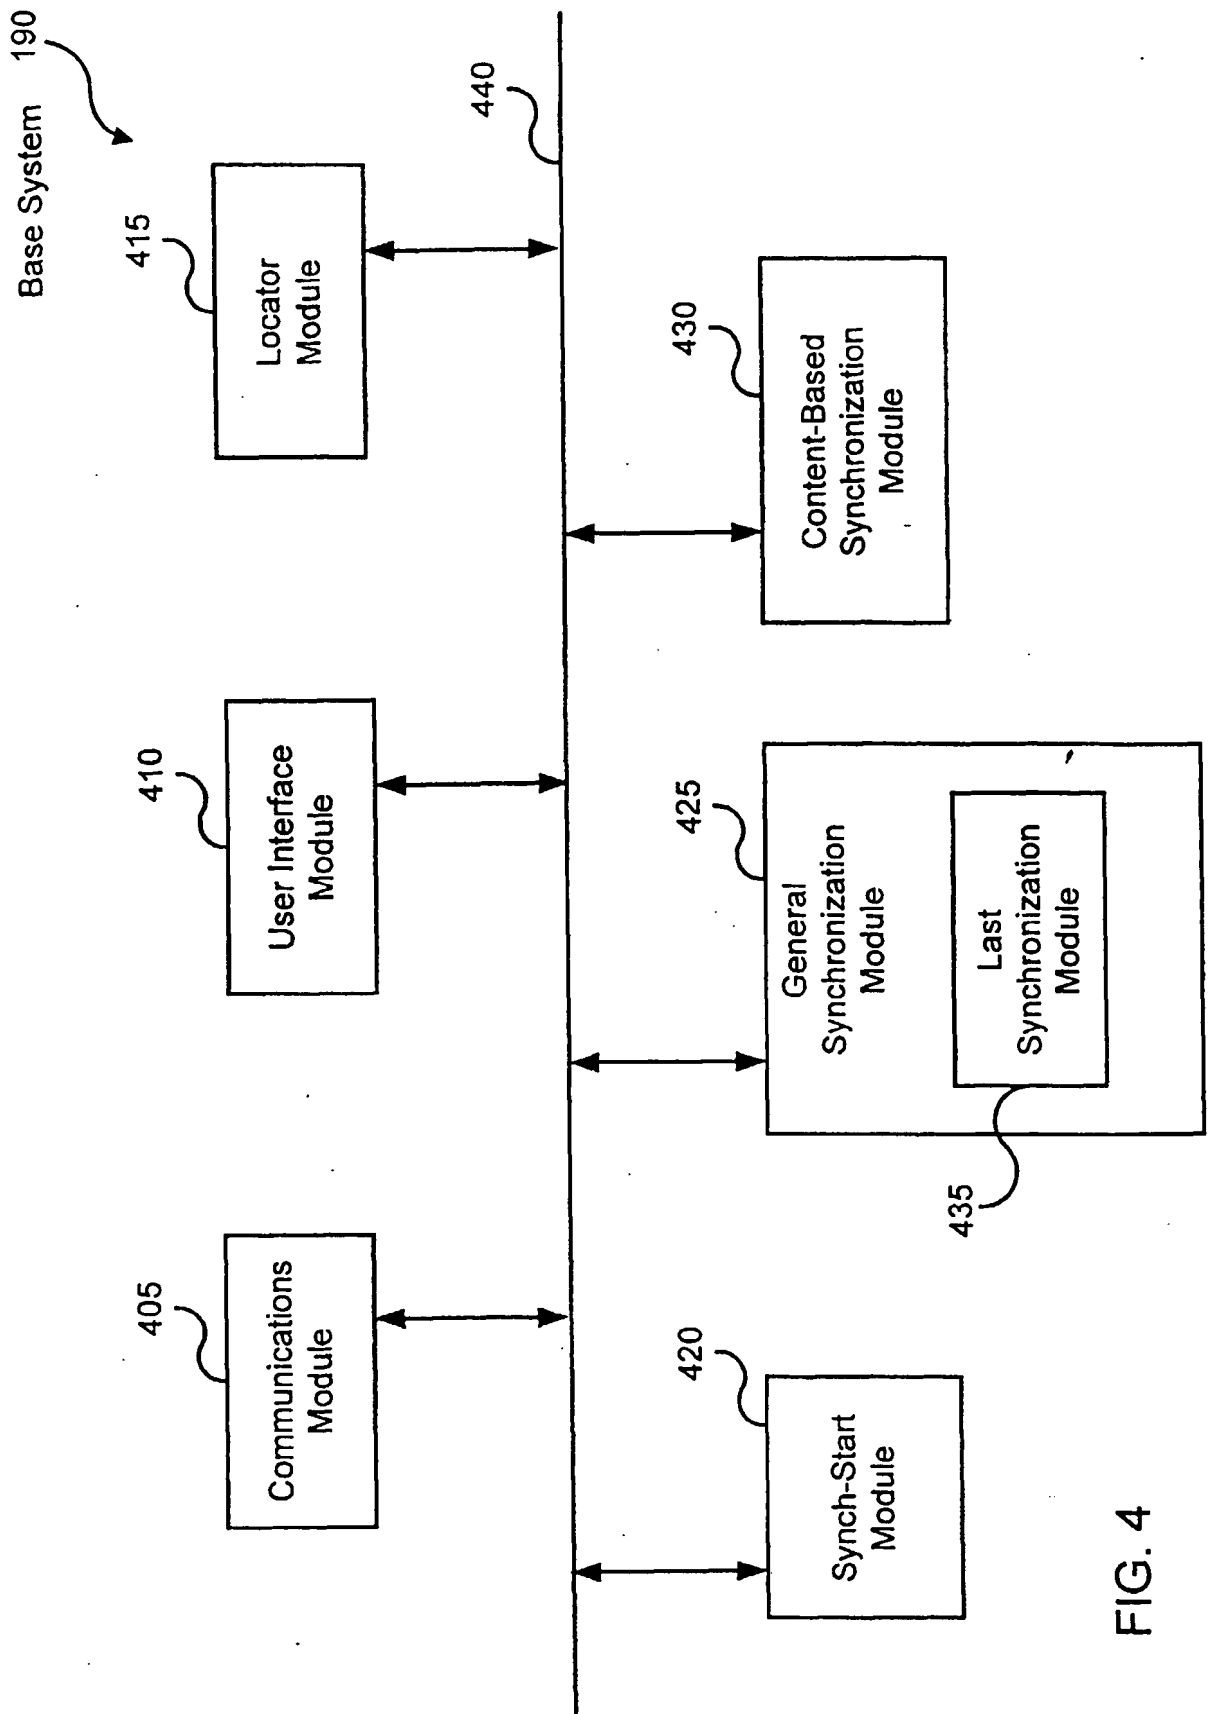 Base System 190
405
Communications
Module
410
User Interface
Module
415
Locator
Module
440
420
Synch-Start
Module
425
General
Synchronization
Module
435
Last
Synchronization
Module
430
Content-Based
Synchronization
Module
FIG. 4